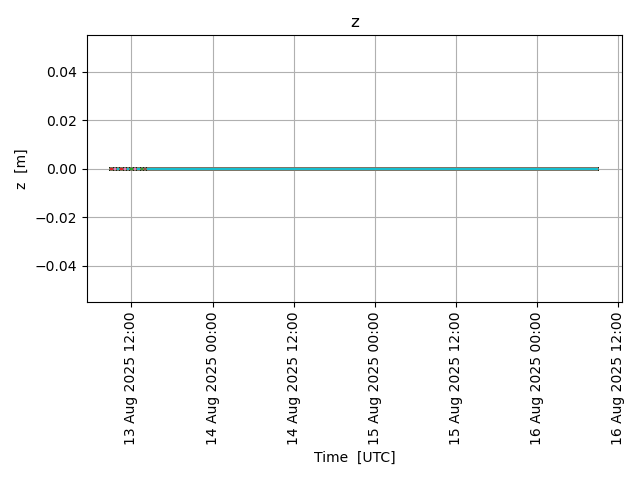 z
0.04
0.02
0.00
−0.02
−0.04
z [m]
13 Aug 2025 12:00
14 Aug 2025 00:00
14 Aug 2025 12:00
15 Aug 2025 00:00
15 Aug 2025 12:00
16 Aug 2025 00:00
16 Aug 2025 12:00
Time [UTC]